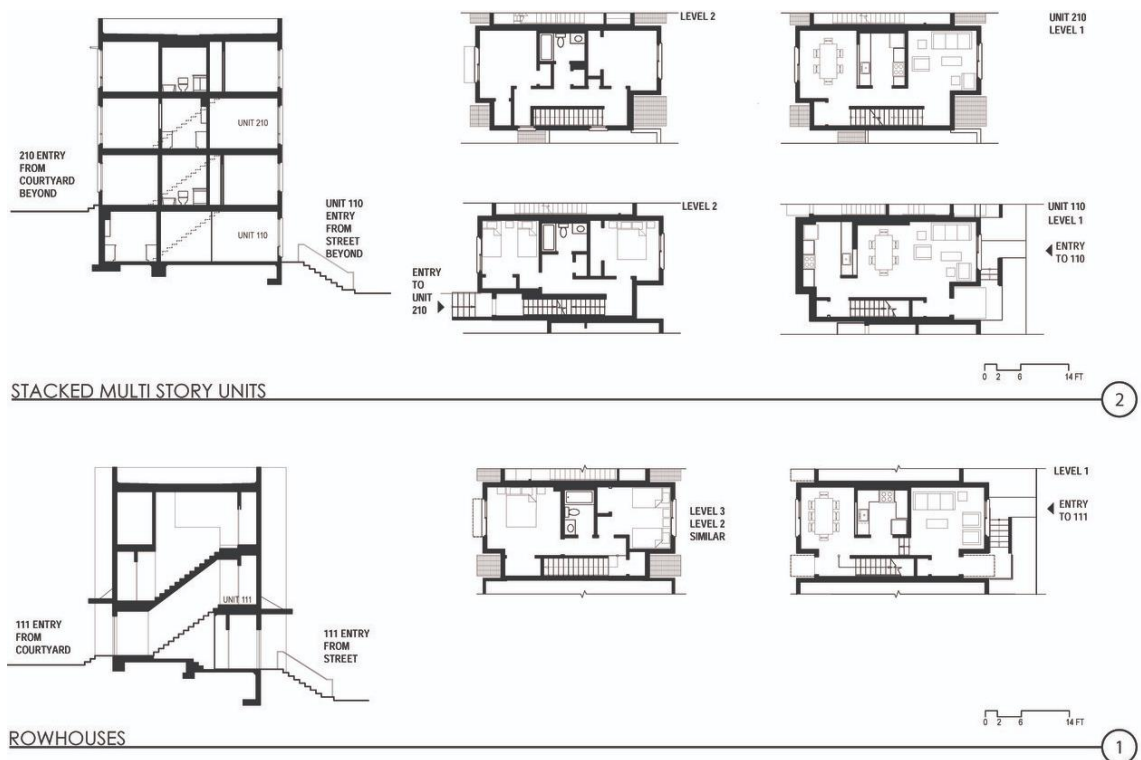 LEVEL 2
UNIT 210
LEVEL 1
UNIT 210
210 ENTRY
FROM
COURTYARD
BEYOND
UNIT 110
ENTRY
FROM
STREET
BEYOND
UNIT 110
LEVEL 2
ENTRY
TO
UNIT
210
UNIT 110
LEVEL 1
ENTRY
TO 110
0 2 6 14 FT
STACKED MULTI STORY UNITS
2
LEVEL 3
LEVEL 2
SIMILAR
LEVEL 1
ENTRY
TO 111
UNIT 111
111 ENTRY
FROM
COURTYARD
111 ENTRY
FROM
STREET
0 2 6 14 FT
ROWHOUSES
1